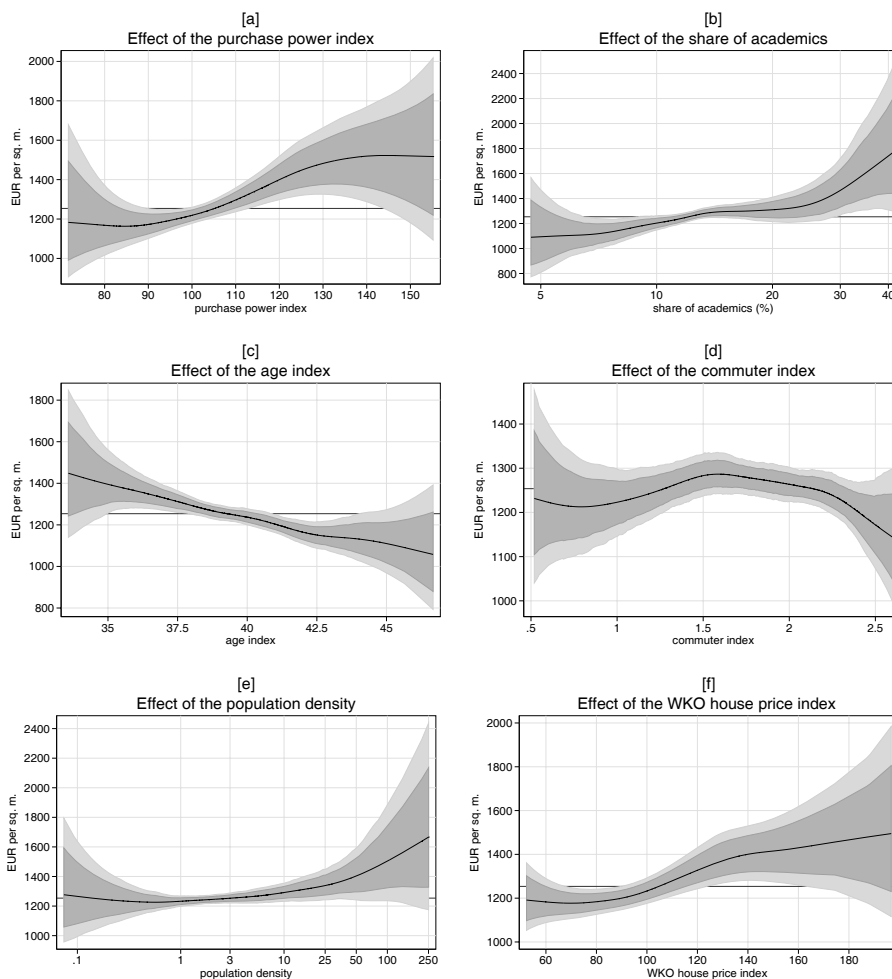 [a]
Effect of the purchase power index
EUR per sq. m.
2000
1800
1600
1400
1200
1000
80 90 100 110 120 130 140 150
purchase power index
[b]
Effect of the share of academics
EUR per sq. m.
2400
2200
2000
1800
1600
1400
1200
1000
800
5 10 20 30 40
share of academics (%)
[c]
Effect of the age index
EUR per sq. m.
1800
1600
1400
1200
1000
800
35 37.5 40 42.5 45
age index
[d]
Effect of the commuter index
EUR per sq. m.
1400
1300
1200
1100
1000
.5 1 1.5 2 2.5
commuter index
[e]
Effect of the population density
EUR per sq. m.
2400
2200
2000
1800
1600
1400
1200
1000
.1 1 3 10 25 50 100 250
population density
[f]
Effect of the WKO house price index
EUR per sq. m.
2000
1800
1600
1400
1200
1000
60 80 100 120 140 160 180
WKO house price index